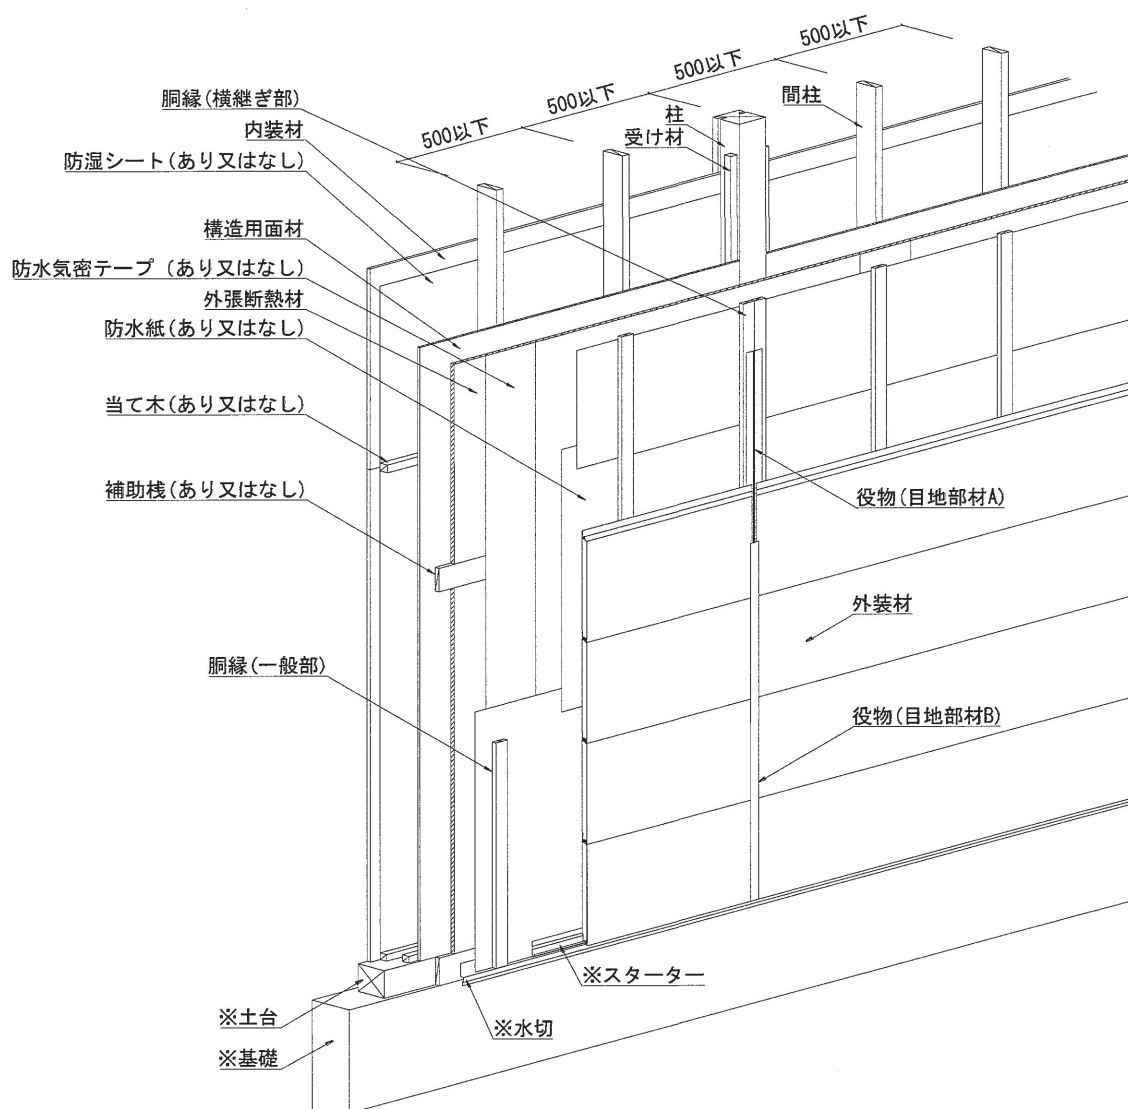 500以下
500以下
500以下
500以下
胴縁(横継ぎ部)
内装材
防湿シート(あり又はなし)
間柱
柱
受け材
構造用面材
防水気密テープ (あり又はなし)
外張断熱材
防水紙(あり又はなし)
当て木(あり又はなし)
補助桟(あり又はなし)
役物(目地部材A)
外装材
胴縁(一般部)
役物(目地部材B)
※スターター
※土台
※水切
※基礎